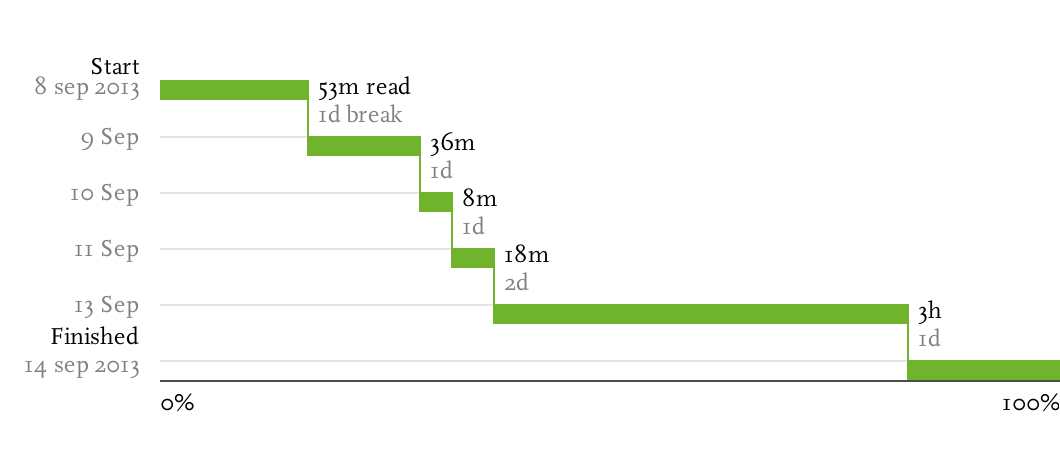 Start
8 sep 2013
53m read
1d break
9 Sep
36m
1d
10 Sep
8m
1d
11 Sep
18m
2d
13 Sep
3h
1d
Finished
14 sep 2013
0%
100%